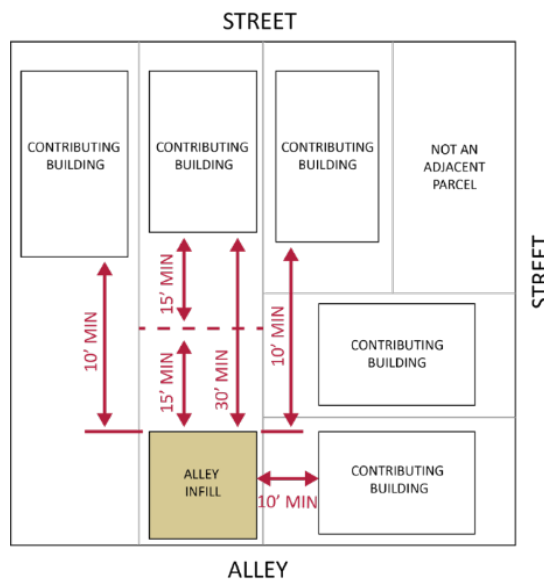 STREET
CONTRIBUTING
BUILDING
CONTRIBUTING
BUILDING
CONTRIBUTING
BUILDING
NOT AN
ADJACENT
PARCEL
STREET
10' MIN
15' MIN
15' MIN
30' MIN
10' MIN
CONTRIBUTING
BUILDING
ALLEY
INFILL
10' MIN
CONTRIBUTING
BUILDING
ALLEY